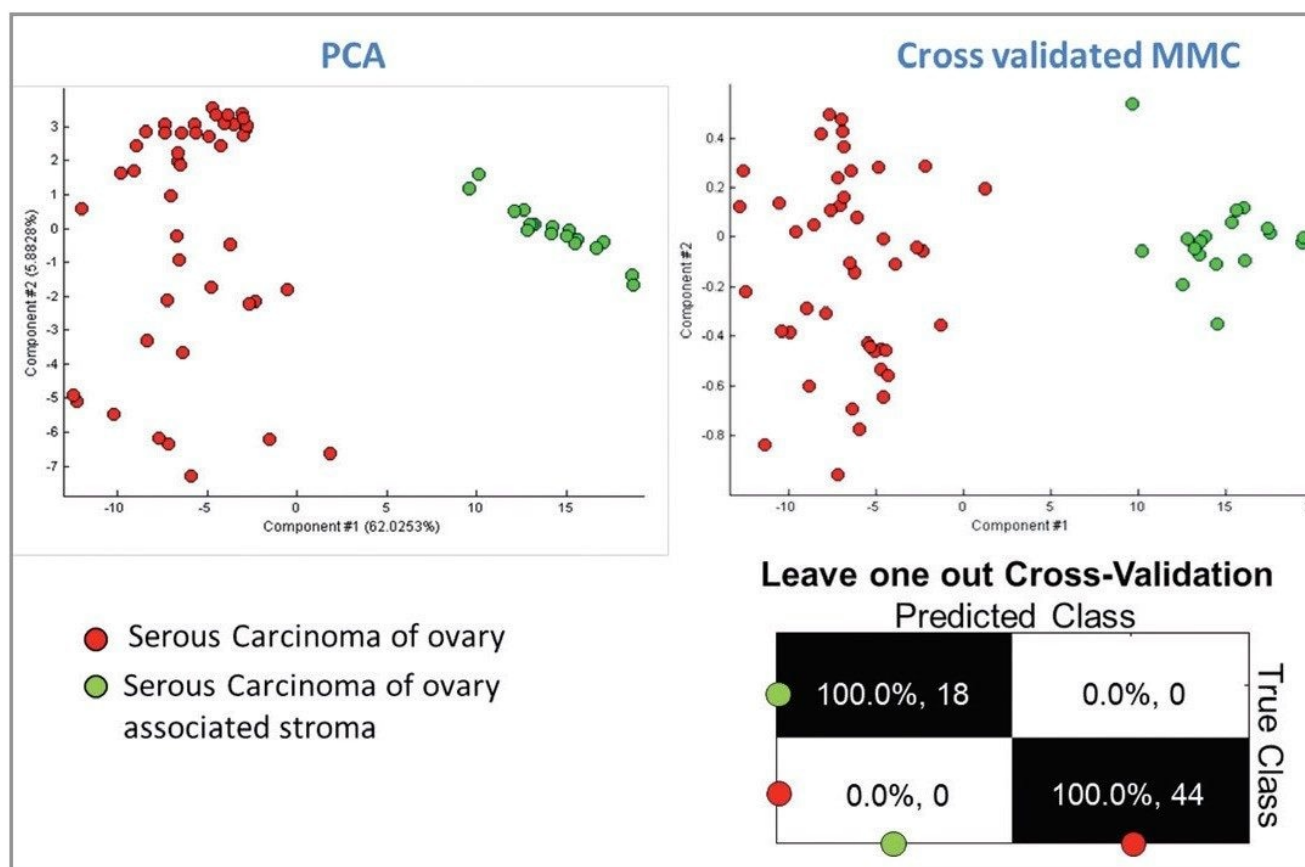 PCA
Cross validated MMC
3
2
1
0
-1
-2
-3
-4
-5
-6
-7
Component #2 (5.8828%)
-10
-5
0
5
10
15
Component #1 (62.0253%)
0.4
0.2
0
-0.2
-0.4
-0.6
-0.8
Component #2
-10
-5
0
5
10
15
Component #1
Serous Carcinoma of ovary
Serous Carcinoma of ovary
associated stroma
Leave one out Cross-Validation
Predicted Class
100.0%, 18
0.0%, 0
0.0%, 0
100.0%, 44
True Class